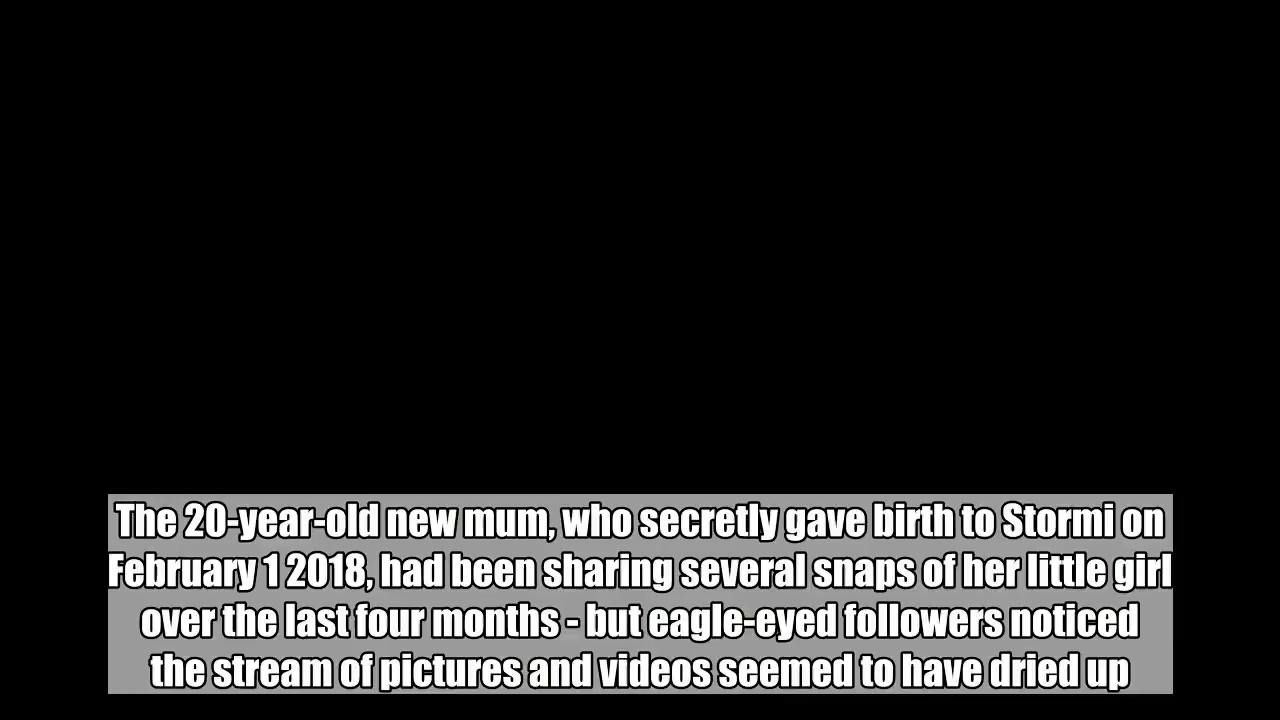 The 20-year-old new mum, who secretly gave birth to Stormi on
February 1 2018, had been sharing several snaps of her little girl
over the last four months - but eagle-eyed followers noticed
the stream of pictures and videos seemed to have dried up